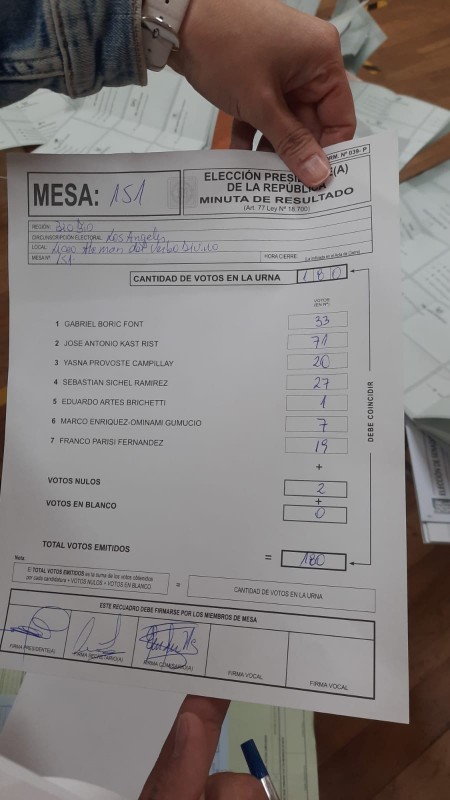 FORM. Nº 036- P
MESA: 151
ELECCIÓN PRESI E(A)
DE LA REPÚBLICA
MINUTA DE RESULTADO
(Art. 77 Ley Nº 18.700)
REGIÓN: BIO BIO
CIRCUNSCRIPCIÓN ELECTORAL: Los Angeles
LOCAL: Liceo Alemán del Verbo Divino
MESA Nº 151
HORA CIERRE:
CANTIDAD DE VOTOS EN LA URNA 180
VOTOS
(EN Nº)
1 GABRIEL BORIC FONT 33
2 JOSE ANTONIO KAST RIST 71
3 YASNA PROVOSTE CAMPILLAY 20
4 SEBASTIAN SICHEL RAMIREZ 27
5 EDUARDO ARTES BRICHETTI 1
6 MARCO ENRIQUEZ-OMINAMI GUMUCIO 7
7 FRANCO PARISI FERNANDEZ 19
+
VOTOS NULOS 2
+
VOTOS EN BLANCO 0
TOTAL VOTOS EMITIDOS = 180
DEBE COINCIDIR
Nota:
El TOTAL VOTOS EMITIDOS es la suma de los votos obtenidos
por cada candidatura + VOTOS NULOS + VOTOS EN BLANCO
= CANTIDAD DE VOTOS EN LA URNA
ESTE RECUADRO DEBE FIRMARSE POR LOS MIEMBROS DE MESA
FIRMA PRESIDENTE(A)
FIRMA SECRETARIO(A)
FIRMA COMISARIO(A)
FIRMA VOCAL
FIRMA VOCAL